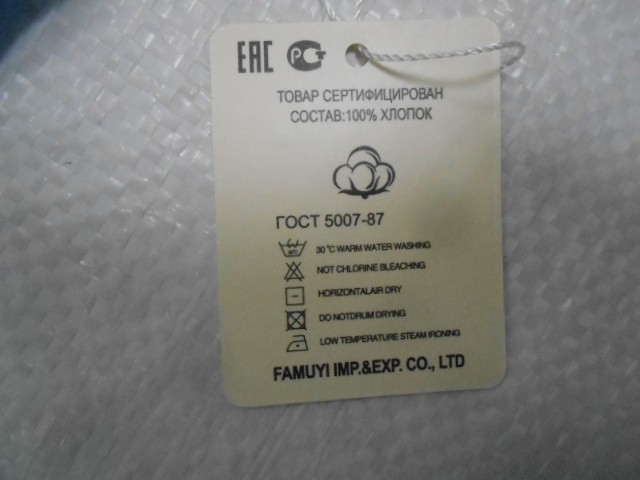 ЕАС РСТ
ТОВАР СЕРТИФИЦИРОВАН
СОСТАВ:100% ХЛОПОК
ГОСТ 5007-87
30°C WARM WATER WASHING
NOT CHLORINE BLEACHING
HORIZONTALAIR DRY
DO NOTDRUM DRYING
LOW TEMPERATURE STEAM IRONING
FAMUYI IMP.&EXP. CO., LTD